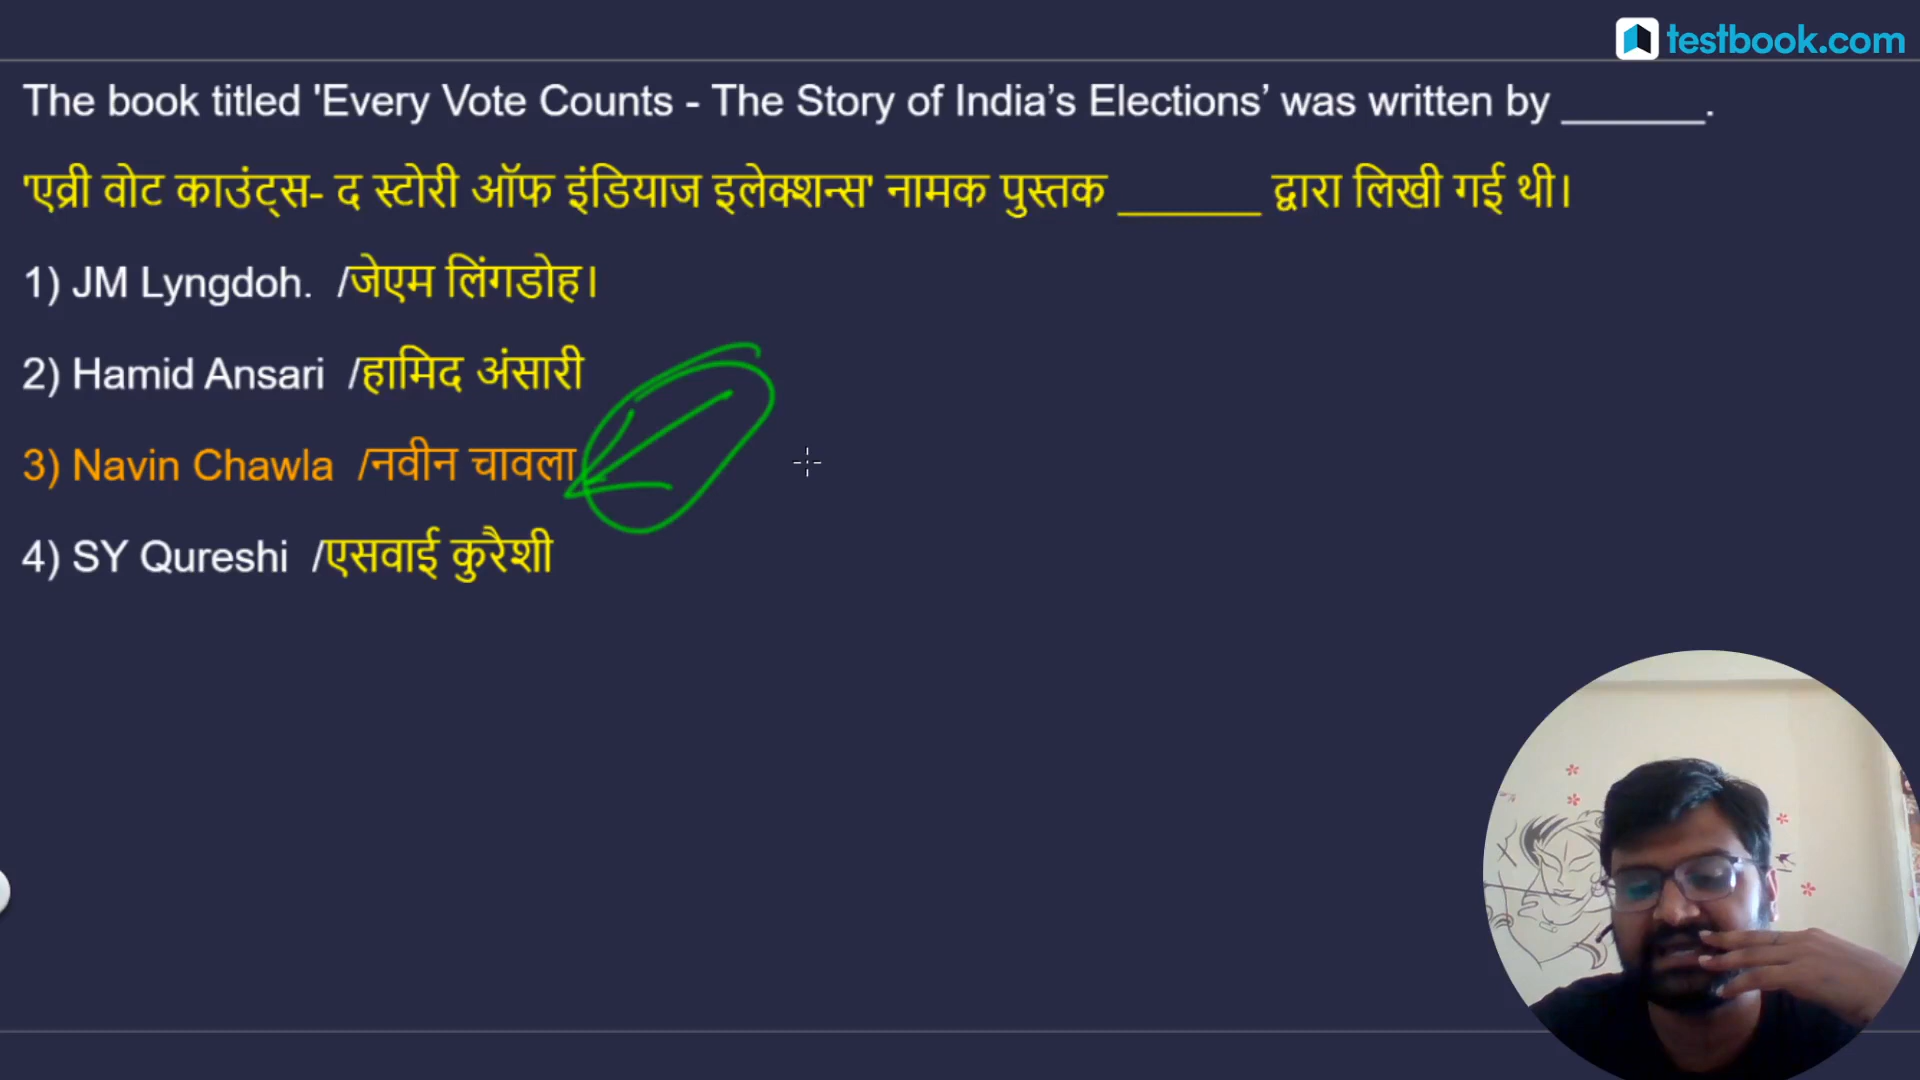 testbook.com
The book titled 'Every Vote Counts - The Story of India’s Elections’ was written by ______.
'एव्री वोट काउंट्स- द स्टोरी ऑफ इंडियाज इलेक्शन्स' नामक पुस्तक ______ द्वारा लिखी गई थी।
1) JM Lyngdoh. /जेएम लिंगडोह।
2) Hamid Ansari /हामिद अंसारी
3) Navin Chawla /नवीन चावला
4) SY Qureshi /एसवाई कुरैशी